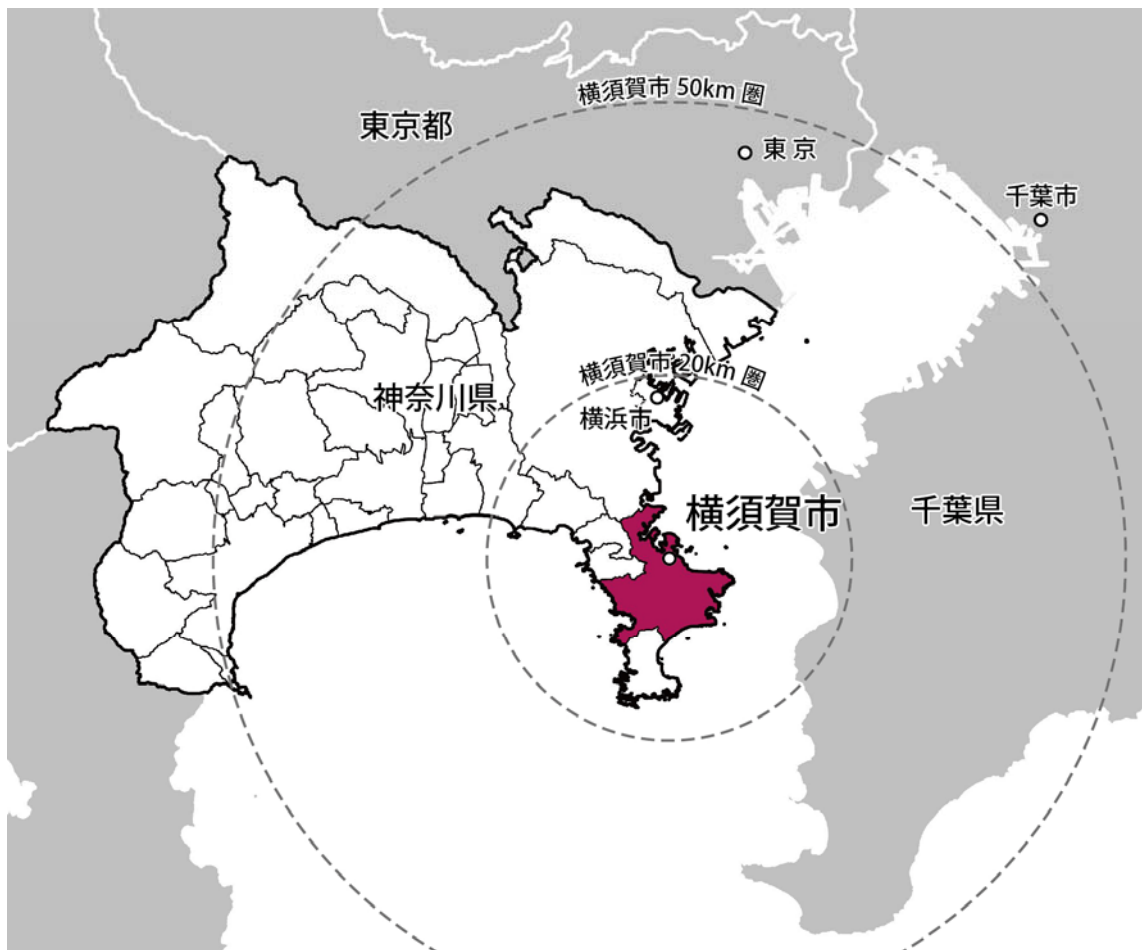 横須賀市 50km 圏
東京都
東 京
千葉市
横須賀市 20km 圏
神奈川県
横浜市
横須賀市
千葉県